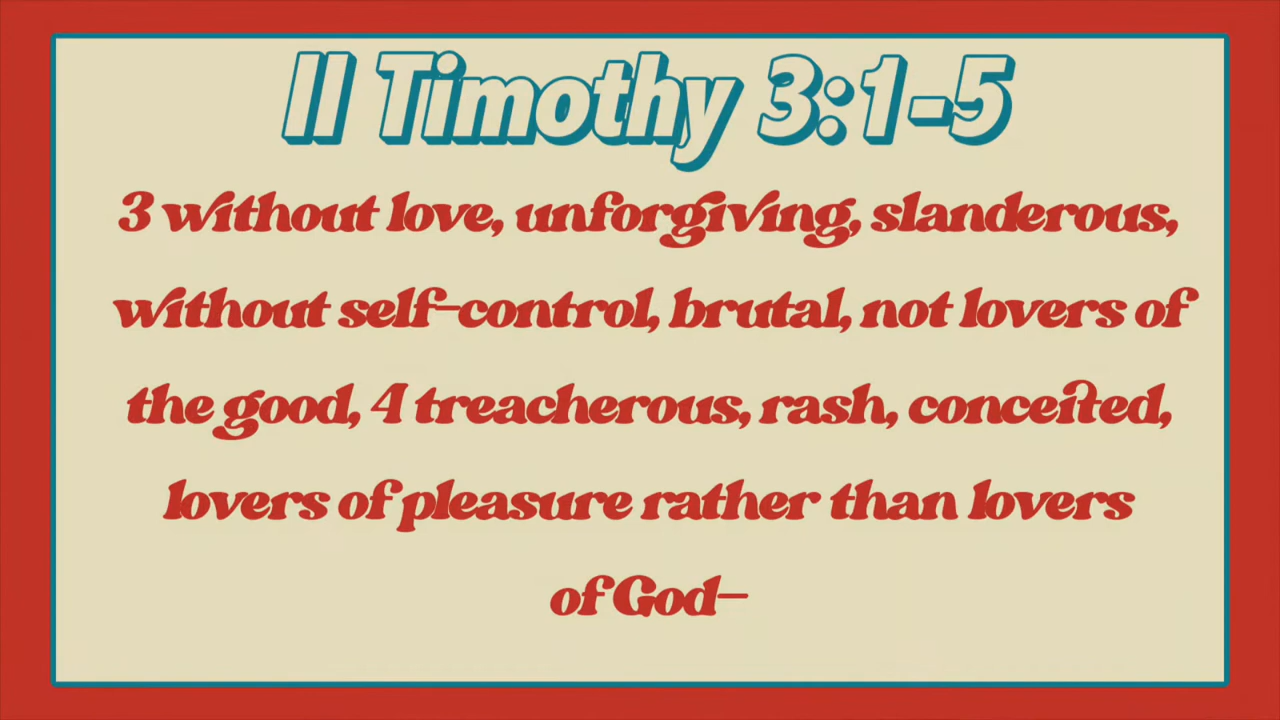 II Timothy 3:1-5
3 without love, unforgiving, slanderous,
without self-control, brutal, not lovers of
the good, 4 treacherous, rash, conceited,
lovers of pleasure rather than lovers
of God—